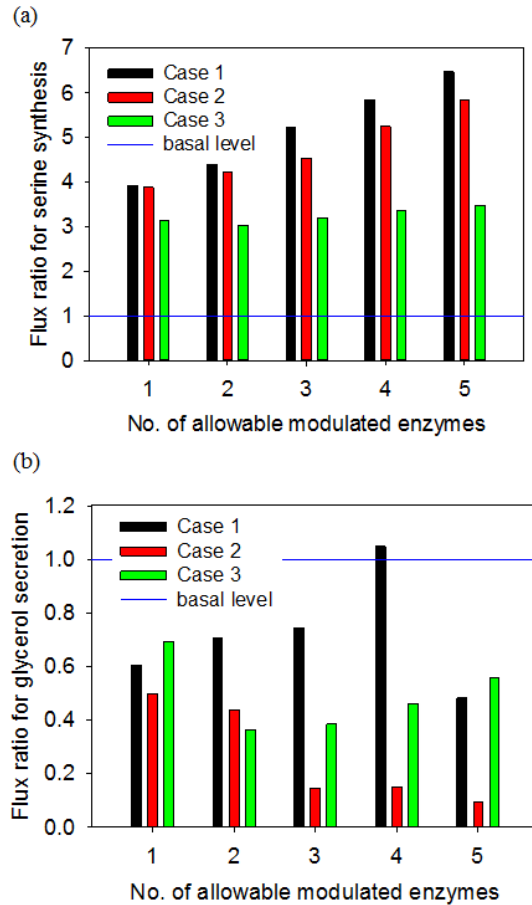 (a)
Flux ratio for serine synthesis
7
6
5
4
3
2
1
0
Case 1
Case 2
Case 3
basal level
1 2 3 4 5
No. of allowable modulated enzymes
(b)
Flux ratio for glycerol secretion
1.2
1.0
0.8
0.6
0.4
0.2
0.0
Case 1
Case 2
Case 3
basal level
1 2 3 4 5
No. of allowable modulated enzymes